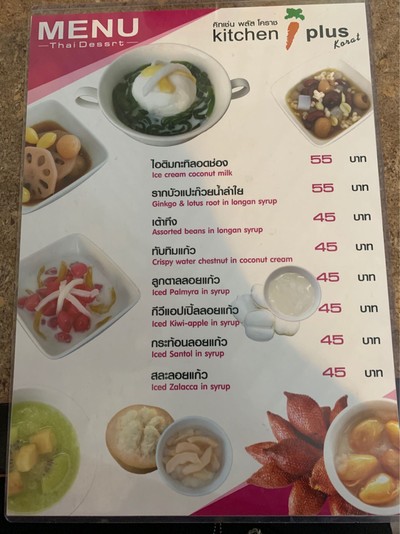 MENU
ThaiDessrt
คิทเช่น พลัส โคราช
kitchen plus
Korat
ไอติมกะทิลอดช่อง 55 บาท
Ice cream coconut milk
รากบัวแปะก๊วยน้ำลำไย 55 บาท
Ginkgo & lotus root in longan syrup
เต้าทึง 45 บาท
Assorted beans in longan syrup
ทับทิมแก้ว 45 บาท
Crispy water chestnut in coconut cream
ลูกตาลลอยแก้ว 45 บาท
Iced Palmyra in syrup
กีวีแอปเปิ้ลลอยแก้ว 45 บาท
Iced Kiwi-apple in syrup
กระท้อนลอยแก้ว 45 บาท
Iced Santol in syrup
สละลอยแก้ว 45 บาท
Iced Zalacca in syrup